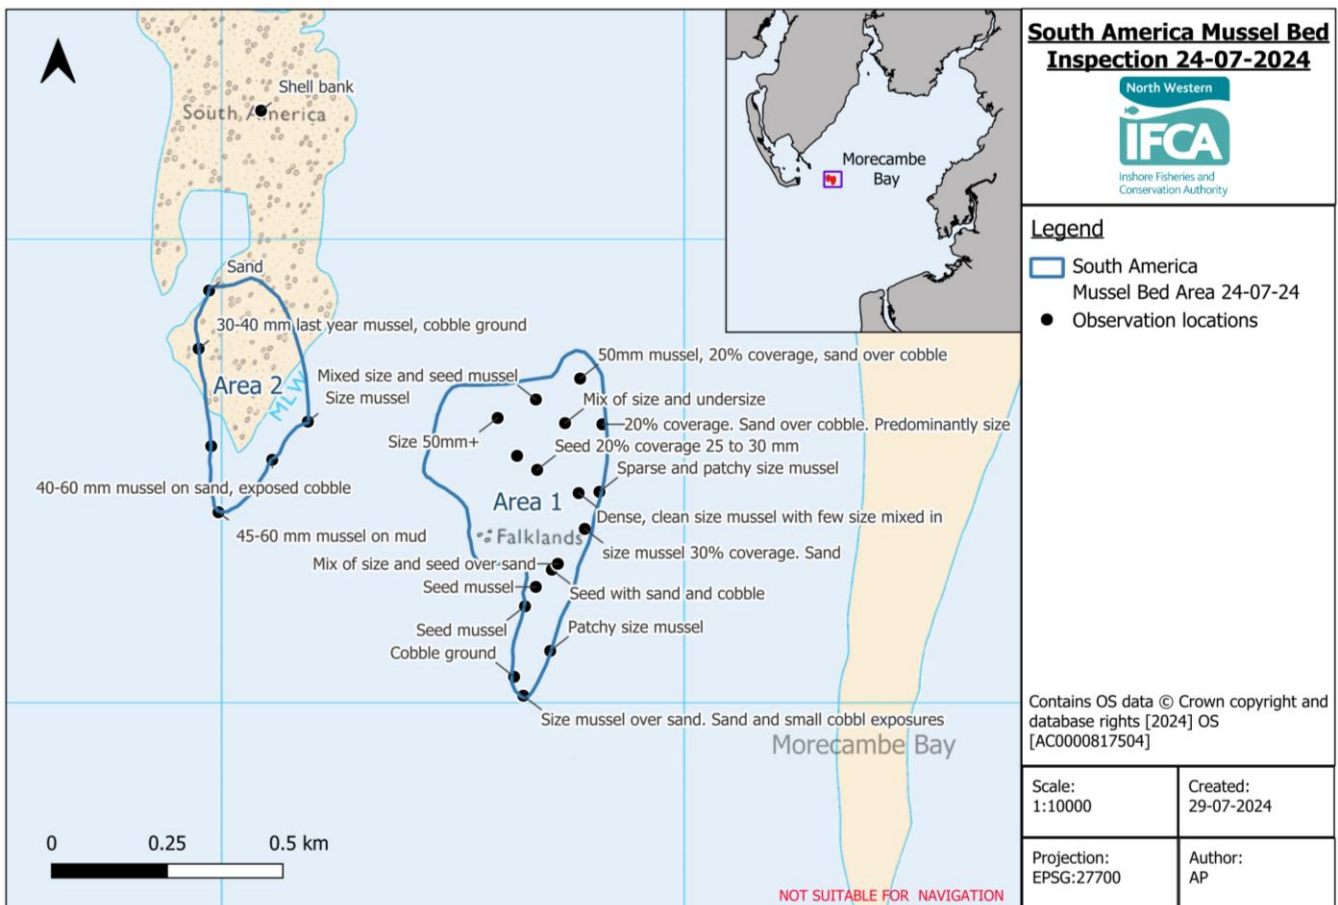 South America Mussel Bed
Inspection 24-07-2024
North Western
IFCA
Inshore Fisheries and
Conservation Authority
Legend
South America
Mussel Bed Area 24-07-24
Observation locations
Contains OS data © Crown copyright and
database rights [2024] OS
[AC0000817504]
Scale:
1:10000
Created:
29-07-2024
Projection:
EPSG:27700
Author:
AP
Morecambe
Bay
Shell bank
South America
Sand
30-40 mm last year mussel, cobble ground
Area 2
MLW
Mixed size and seed mussel
Size mussel
50mm mussel, 20% coverage, sand over cobble
Mix of size and undersize
20% coverage. Sand over cobble. Predominantly size
Size 50mm+
Seed 20% coverage 25 to 30 mm
Sparse and patchy size mussel
40-60 mm mussel on sand, exposed cobble
Area 1
Dense, clean size mussel with few size mixed in
45-60 mm mussel on mud
Falklands
size mussel 30% coverage. Sand
Mix of size and seed over sand
Seed mussel
Seed with sand and cobble
Seed mussel
Patchy size mussel
Cobble ground
Size mussel over sand. Sand and small cobbl exposures
Morecambe Bay
0 0.25 0.5 km
NOT SUITABLE FOR NAVIGATION